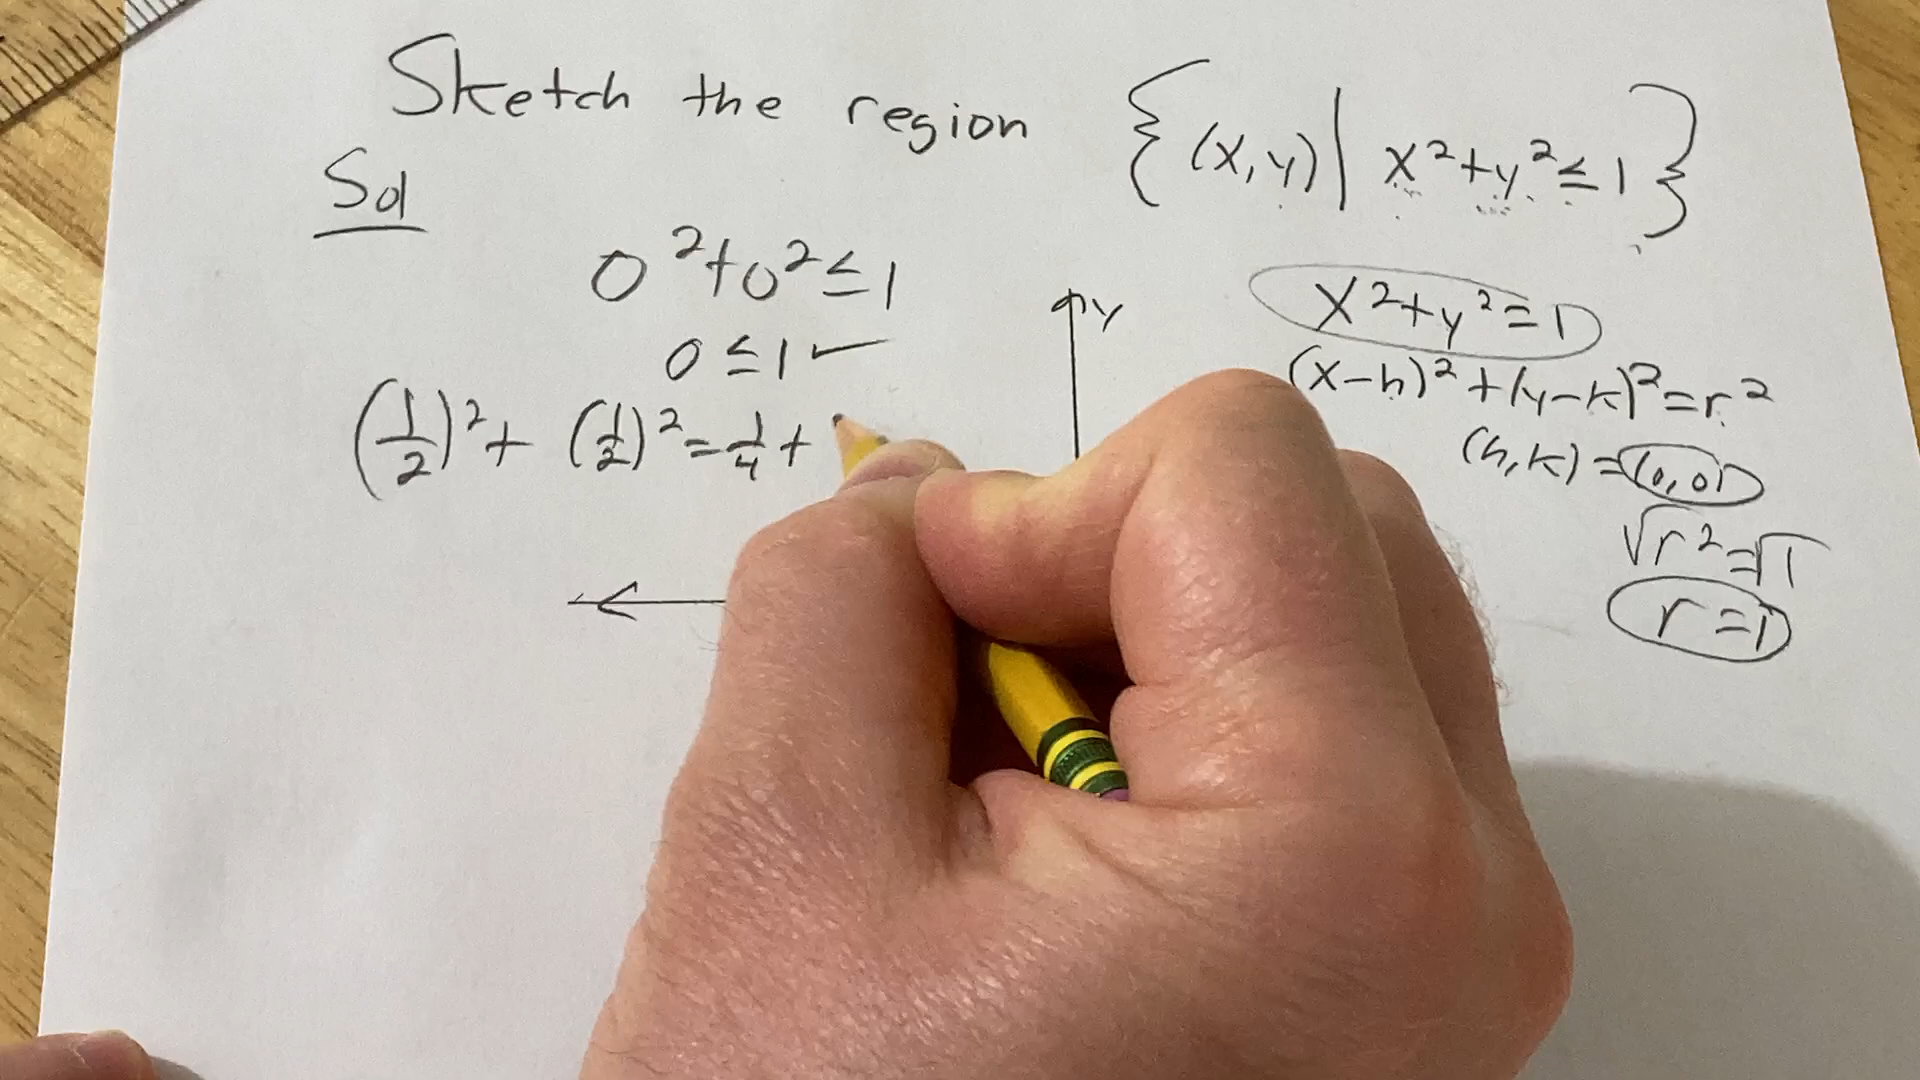 Sketch the region {(x,y)| x²+y²≤1}
Sol
0²+0²≤1
0≤1 ✓
(1/2)²+(1/2)²=1/4+
y
x²+y²=1
(x-h)²+(y-k)²=r²
(h,k)=(0,0)
√r²=√1
r=1